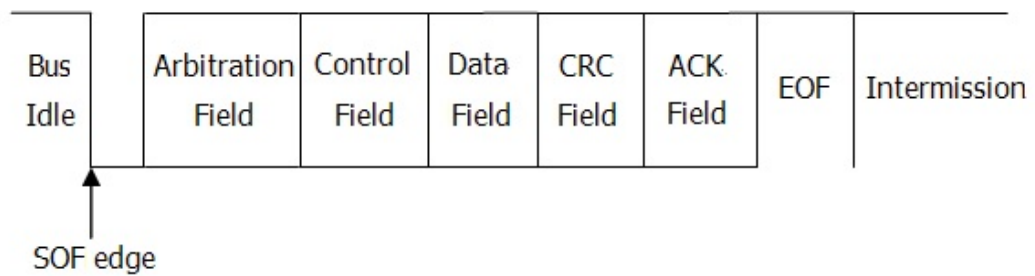 Bus
Idle
Arbitration
Field
Control
Field
Data
Field
CRC
Field
ACK
Field
EOF
Intermission
SOF edge